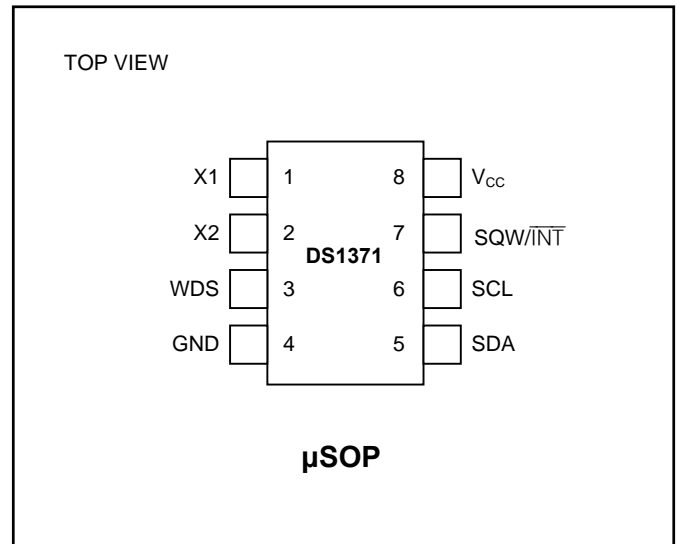 TOP VIEW
X1 1 8 VCC
X2 2 7 SQW/INT
DS1371
WDS 3 6 SCL
GND 4 5 SDA
µSOP